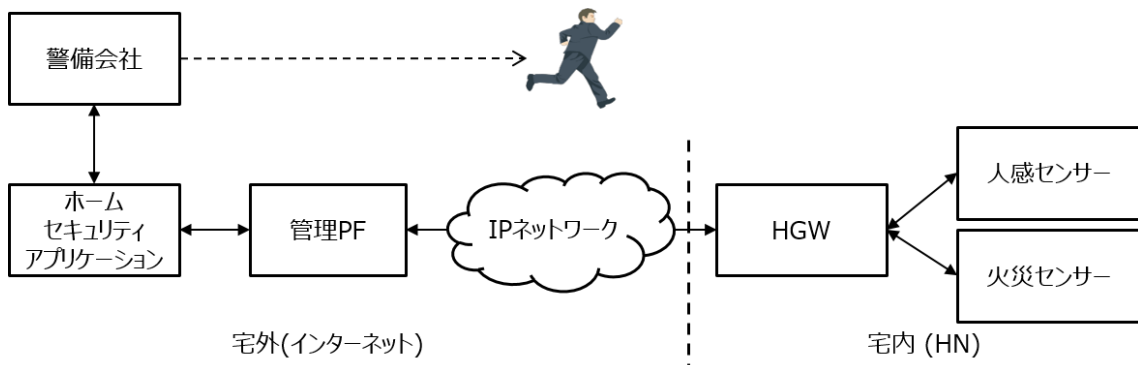 警備会社
ホーム
セキュリティ
アプリケーション
管理PF
IPネットワーク
HGW
人感センサー
火災センサー
宅外(インターネット)
宅内 (HN)